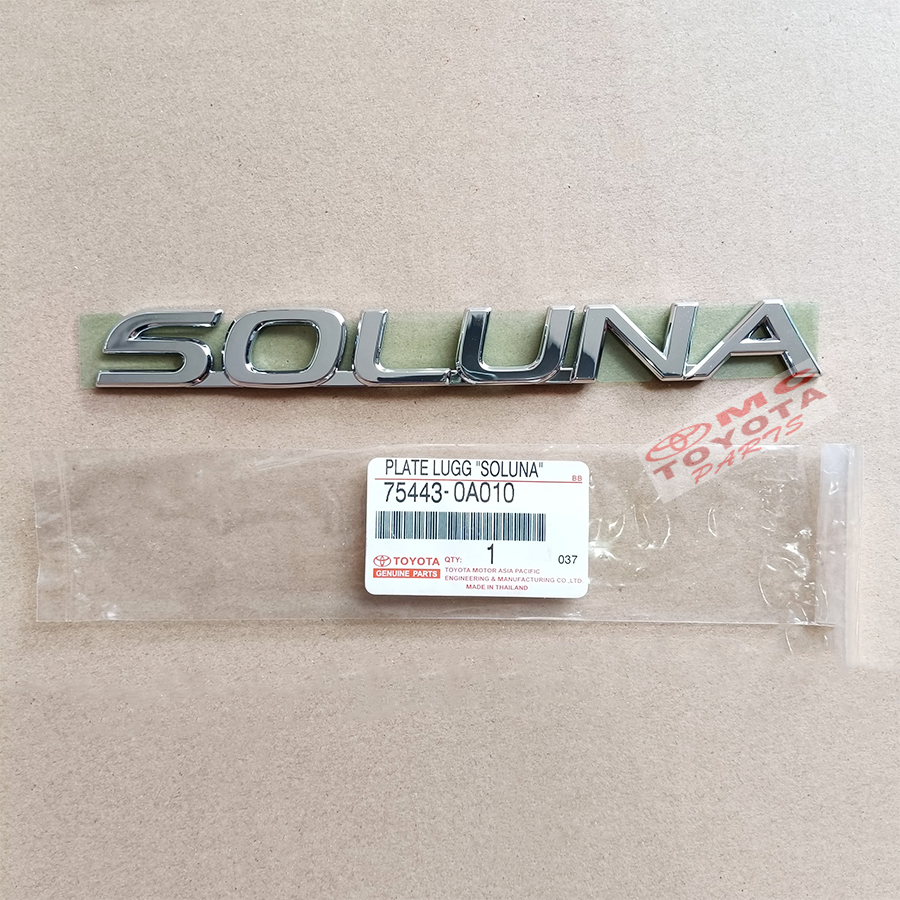 SOLUNA
MC
TOYOTA
PARTS
PLATE LUGG "SOLUNA"
BB
75443-0A010
TOYOTA
GENUINE PARTS
QTY: 1 037
TOYOTA MOTOR ASIA PACIFIC
ENGINEERING & MANUFACTURING CO.,LTD.
MADE IN THAILAND